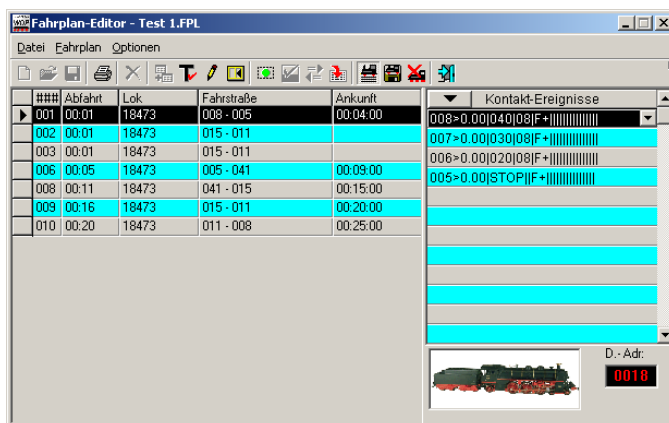 WDP Fahrplan-Editor - Test 1.FPL
Datei Fahrplan Optionen
### Abfahrt Lok Fahrstraße Ankunft
001 00:01 18473 008 - 005 00:04:00
002 00:01 18473 015 - 011
003 00:01 18473 015 - 011
006 00:05 18473 005 - 041 00:09:00
008 00:11 18473 041 - 015 00:15:00
009 00:16 18473 015 - 011 00:20:00
010 00:20 18473 011 - 008 00:25:00
Kontakt-Ereignisse
008>0.00|040|08|F+||||||||||||||
007>0.00|030|08|F+||||||||||||||
006>0.00|020|08|F+||||||||||||||
005>0.00|STOP||F+||||||||||||||
D.- Adr:
0018